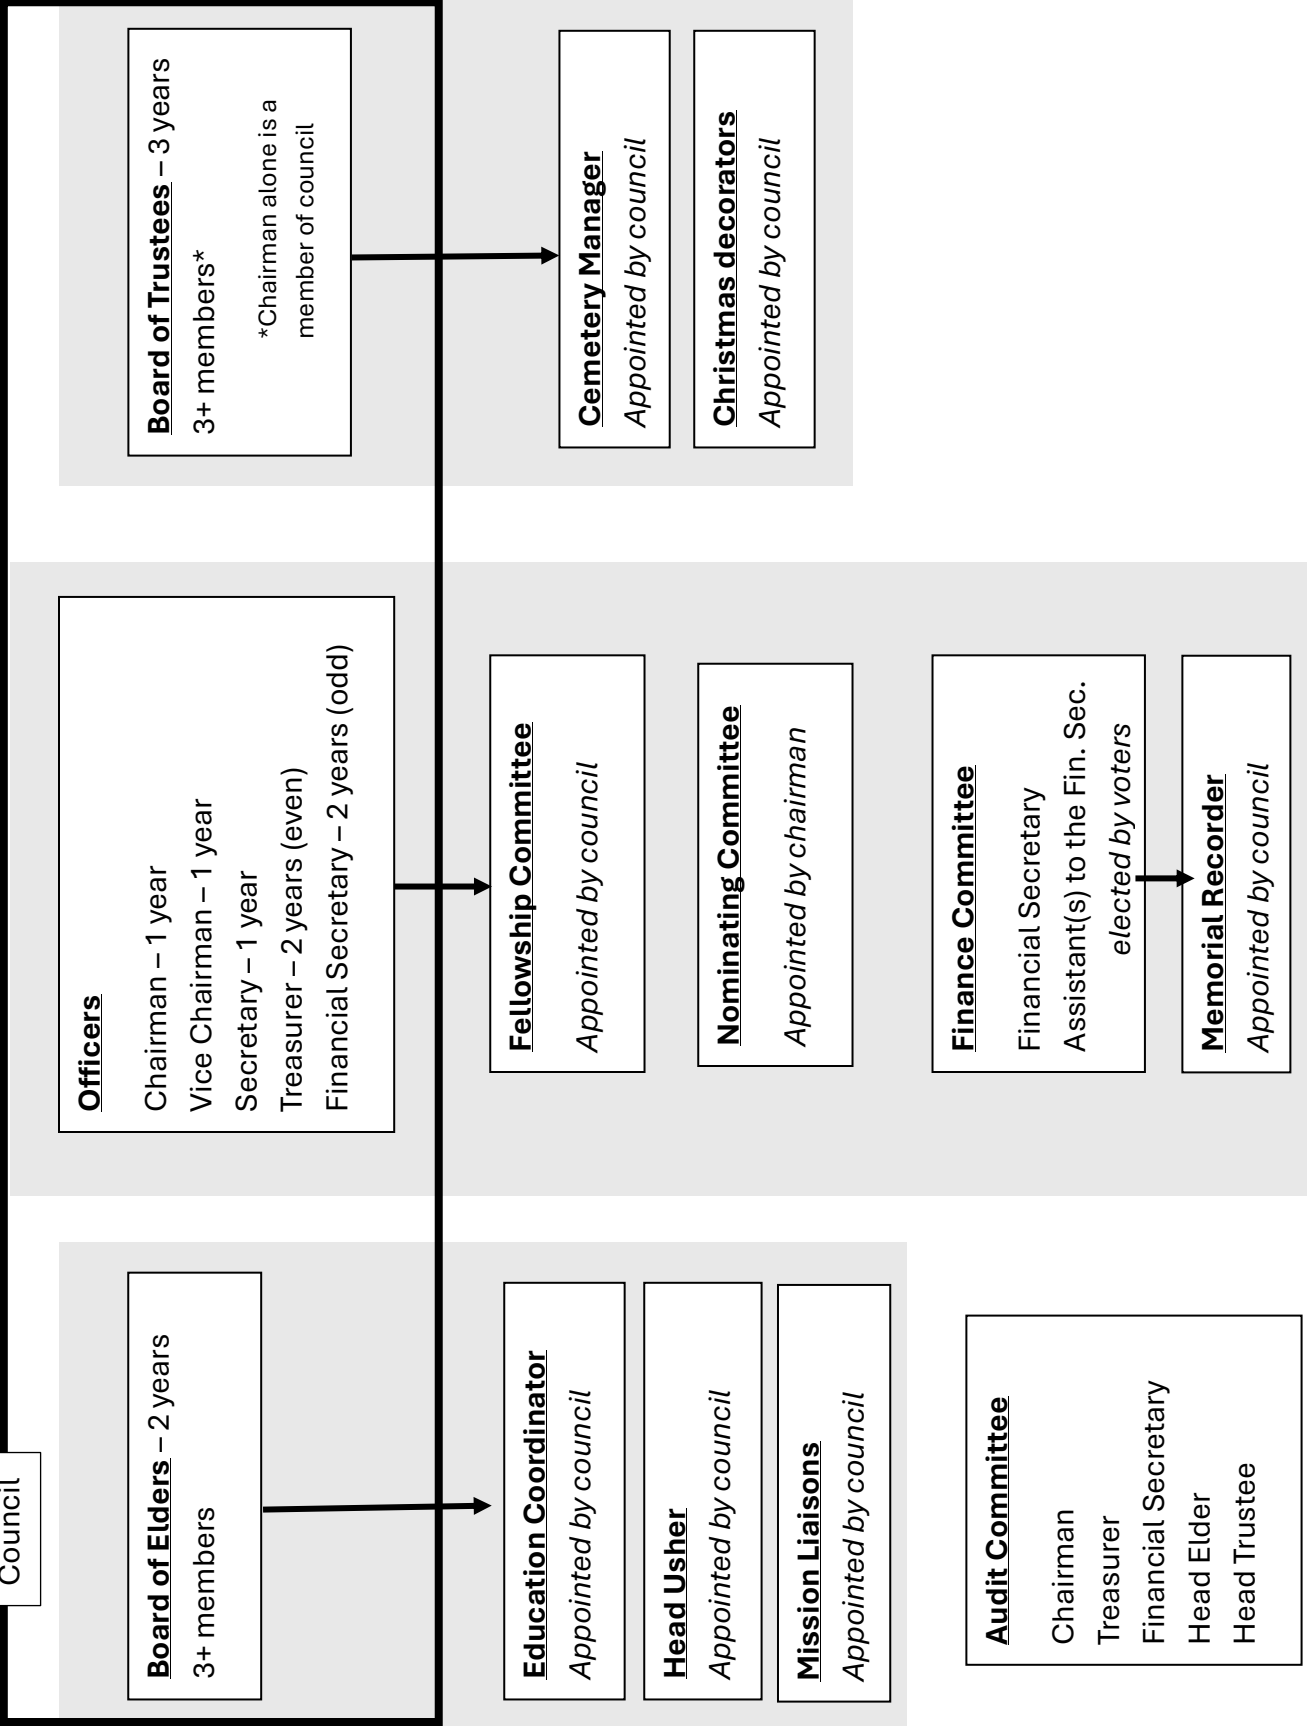 Council
Board of Elders – 2 years
3+ members
Education Coordinator
Appointed by council
Head Usher
Appointed by council
Mission Liaisons
Appointed by council
Audit Committee
Chairman
Treasurer
Financial Secretary
Head Elder
Head Trustee
Officers
Chairman – 1 year
Vice Chairman – 1 year
Secretary – 1 year
Treasurer – 2 years (even)
Financial Secretary – 2 years (odd)
Fellowship Committee
Appointed by council
Nominating Committee
Appointed by chairman
Finance Committee
Financial Secretary
Assistant(s) to the Fin. Sec.
elected by voters
Memorial Recorder
Appointed by council
Board of Trustees – 3 years
3+ members*
*Chairman alone is a
member of council
Cemetery Manager
Appointed by council
Christmas decorators
Appointed by council